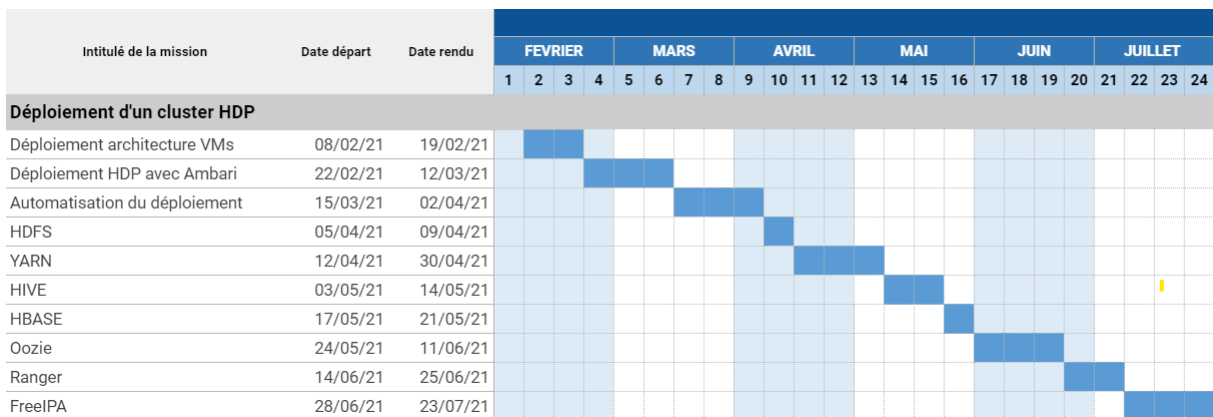 FEVRIER MARS AVRIL MAI JUIN JUILLET
Intitulé de la mission Date départ Date rendu
1 2 3 4 5 6 7 8 9 10 11 12 13 14 15 16 17 18 19 20 21 22 23 24
Déploiement d'un cluster HDP
Déploiement architecture VMs 08/02/21 19/02/21
Déploiement HDP avec Ambari 22/02/21 12/03/21
Automatisation du déploiement 15/03/21 02/04/21
HDFS 05/04/21 09/04/21
YARN 12/04/21 30/04/21
HIVE 03/05/21 14/05/21
HBASE 17/05/21 21/05/21
Oozie 24/05/21 11/06/21
Ranger 14/06/21 25/06/21
FreeIPA 28/06/21 23/07/21